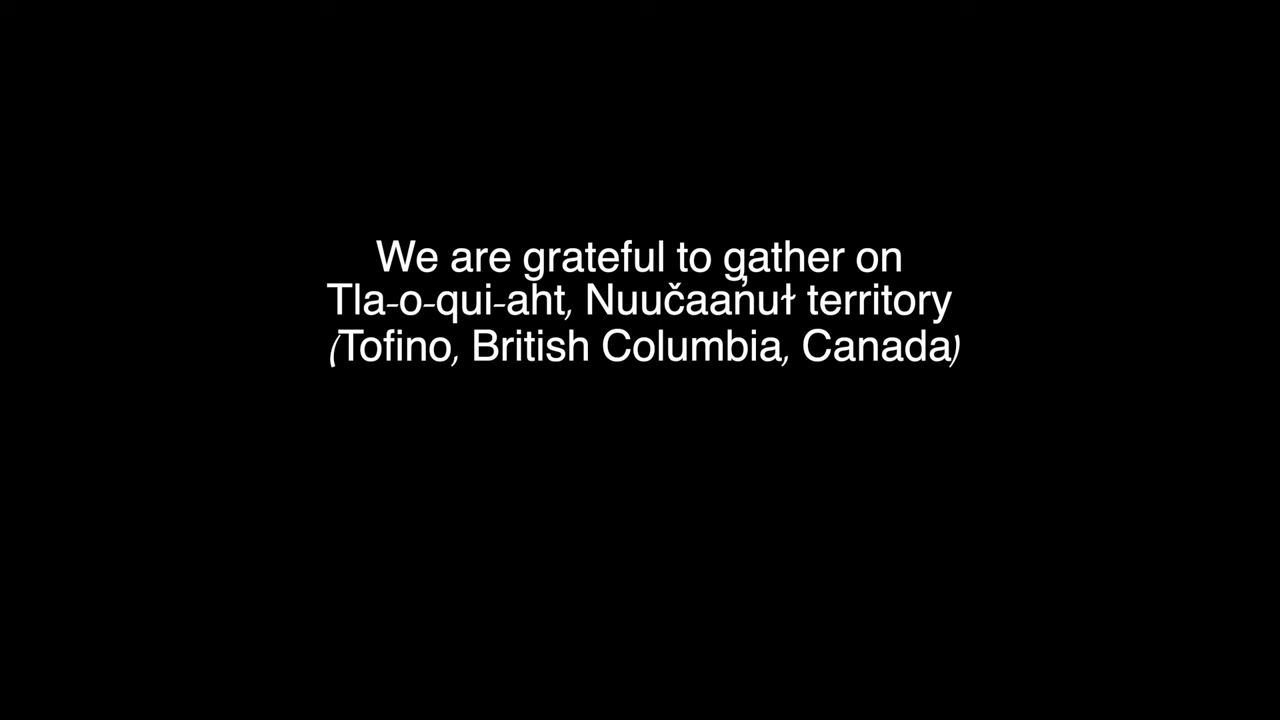 We are grateful to gather on
Tla-o-qui-aht, Nuučaan̓uł territory
(Tofino, British Columbia, Canada)